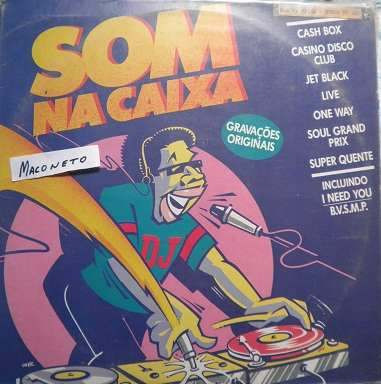 SOM
NA CAIXA
CASH BOX
CASINO DISCO
CLUB
JET BLACK
LIVE
ONE WAY
SOUL GRAND
PRIX
SUPER QUENTE
INCLUINDO
I NEED YOU
B.V.S.M.P.
GRAVAÇÕES
ORIGINAIS
MACONETO
DJ